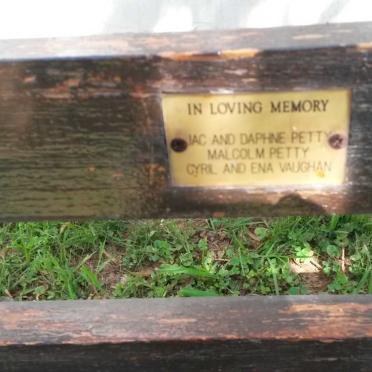 IN LOVING MEMORY
JAC AND DAPHNE PETTY
MALCOLM PETTY
CYRIL AND ENA VAUGHAN